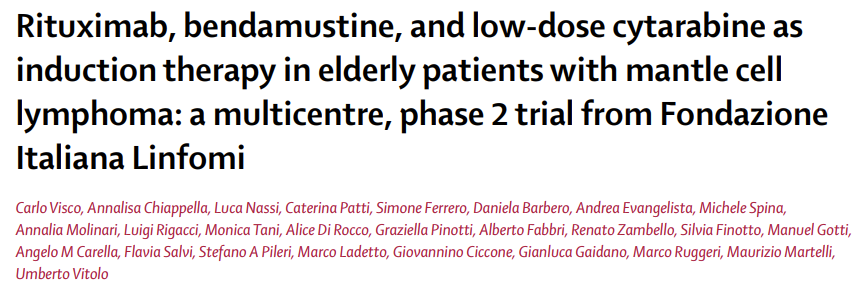 Rituximab, bendamustine, and low-dose cytarabine as
induction therapy in elderly patients with mantle cell
lymphoma: a multicentre, phase 2 trial from Fondazione
Italiana Linfomi
Carlo Visco, Annalisa Chiappella, Luca Nassi, Caterina Patti, Simone Ferrero, Daniela Barbero, Andrea Evangelista, Michele Spina,
Annalia Molinari, Luigi Rigacci, Monica Tani, Alice Di Rocco, Graziella Pinotti, Alberto Fabbri, Renato Zambello, Silvia Finotto, Manuel Gotti,
Angelo M Carella, Flavia Salvi, Stefano A Pileri, Marco Ladetto, Giovannino Ciccone, Gianluca Gaidano, Marco Ruggeri, Maurizio Martelli,
Umberto Vitolo